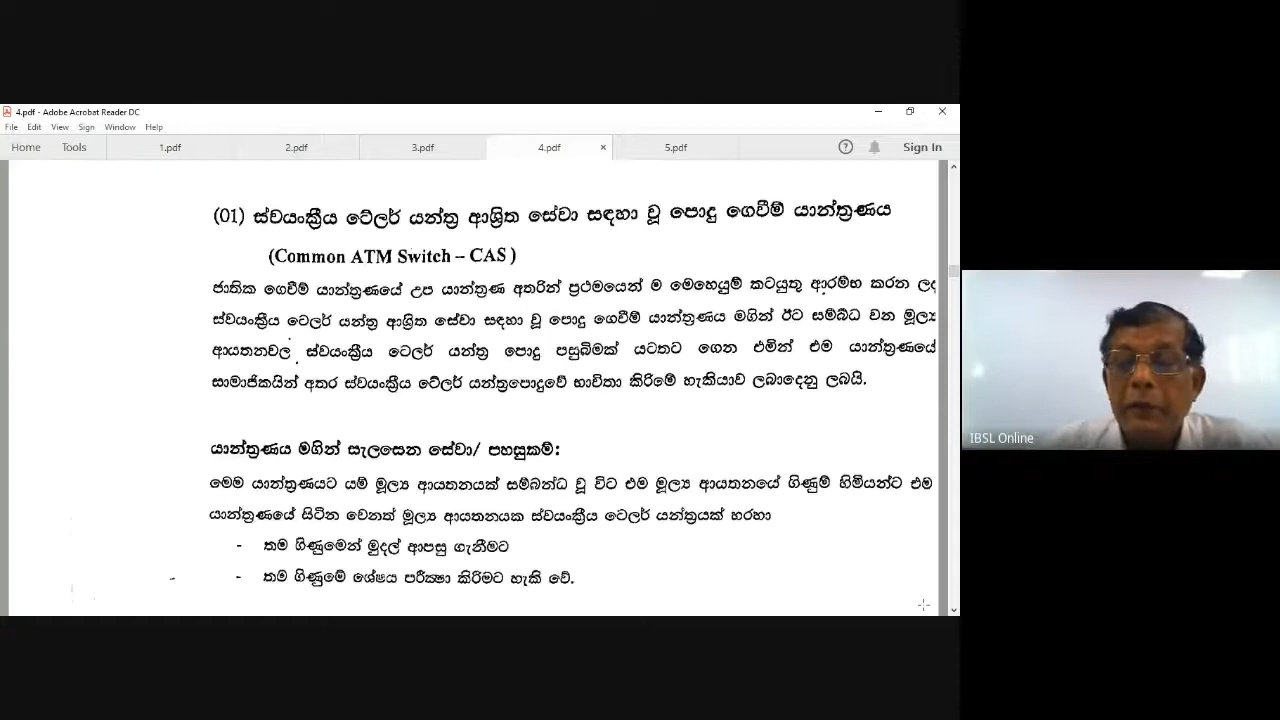 4.pdf - Adobe Acrobat Reader DC
File Edit View Sign Window Help
Home Tools 1.pdf 2.pdf 3.pdf 4.pdf × 5.pdf ? Sign In
(01) ස්වයංක්‍රීය ටේලර් යන්ත්‍ර ආශ්‍රිත සේවා සඳහා වූ පොදු ගෙවීම් යාන්ත්‍රණය
(Common ATM Switch – CAS )
ජාතික ගෙවීම් යාන්ත්‍රණයේ උප යාන්ත්‍රණ අතරින් ප්‍රථමයෙන් ම මෙහෙයුම් කටයුතු ආරම්භ කරන ලද
ස්වයංක්‍රීය ටෙලර් යන්ත්‍ර ආශ්‍රිත සේවා සඳහා වූ පොදු ගෙවීම් යාන්ත්‍රණය මගින් ඊට සම්බ්ධ වන මූල්‍ය
ආයතනවල ස්වයංක්‍රීය ටෙලර් යන්ත්‍ර පොදු පසුබිමක් යටතට ගෙන එමින් එම යාන්ත්‍රණයේ
සාමාජිකයින් අතර ස්වයංක්‍රීය ටේලර් යන්ත්‍රපොදුවේ භාවිතා කිරිමේ හැකියාව ලබාදෙනු ලබයි.
යාන්ත්‍රණය මගින් සැලසෙන සේවා/ පහසුකම්:
මෙම යාන්ත්‍රණයට යම් මූල්‍ය ආයතනයක් සම්බන්ධ වූ විට එම මූල්‍ය ආයතනයේ ගිණුම් හිමියන්ට එම
යාන්ත්‍රණයේ සිටින වෙනත් මූල්‍ය ආයතනයක ස්වයංක්‍රීය ටෙලර් යන්ත්‍රයක් හරහා
- තම ගිණුමෙන් මුදල් ආපසු ගැනීමට
- තම ගිණුමේ ශේෂය පරීක්ෂා කිරිමට හැකි වේ.
IBSL Online